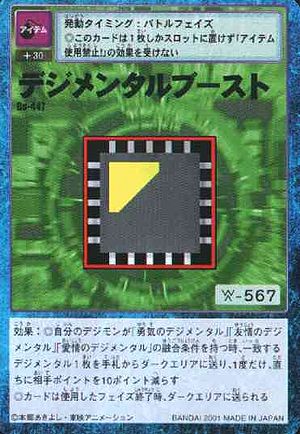 アイテム
+30
発動タイミング：バトルフェイズ
◎このカードは1枚しかスロットに置けず「アイテム
使用禁止!」の効果を受けない
デジメンタルブースト
Bo-447
W-567
効果：◎自分のデジモンが「勇気のデジメンタル」「友情のデジ
メンタル」「愛情のデジメンタル」の融合条件を持つ時、一致する
デジメンタル1枚を手札からダークエリアに送り、1度だけ、直
ちに相手ポイントを10ポイント減らす
◎カードは使用したフェイズ終了時、ダークエリアに送られる
©本郷あきよし・東映アニメーション
BANDAI 2001 MADE IN JAPAN